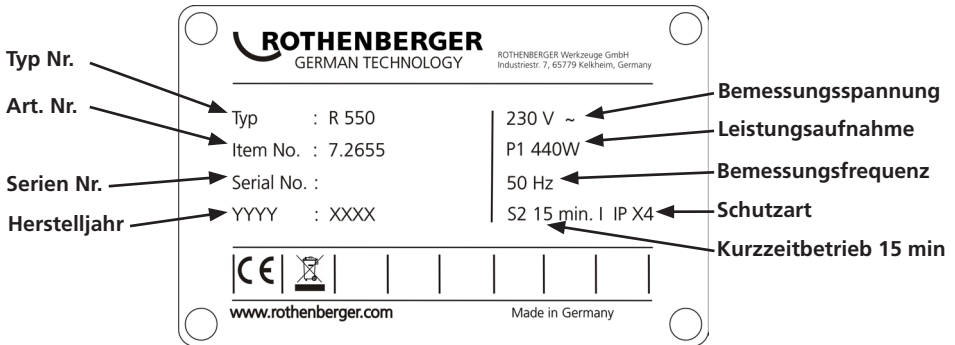 ROTHENBERGER
GERMAN TECHNOLOGY
ROTHENBERGER Werkzeuge GmbH
Industriestr. 7, 65779 Kelkheim, Germany
Typ Nr.
Art. Nr.
Serien Nr.
Herstelljahr
Typ : R 550
Item No. : 7.2655
Serial No. :
YYYY : XXXX
230 V ~
P1 440W
50 Hz
S2 15 min. I IP X4
Bemessungsspannung
Leistungsaufnahme
Bemessungsfrequenz
Schutzart
Kurzzeitbetrieb 15 min
CE
www.rothenberger.com
Made in Germany